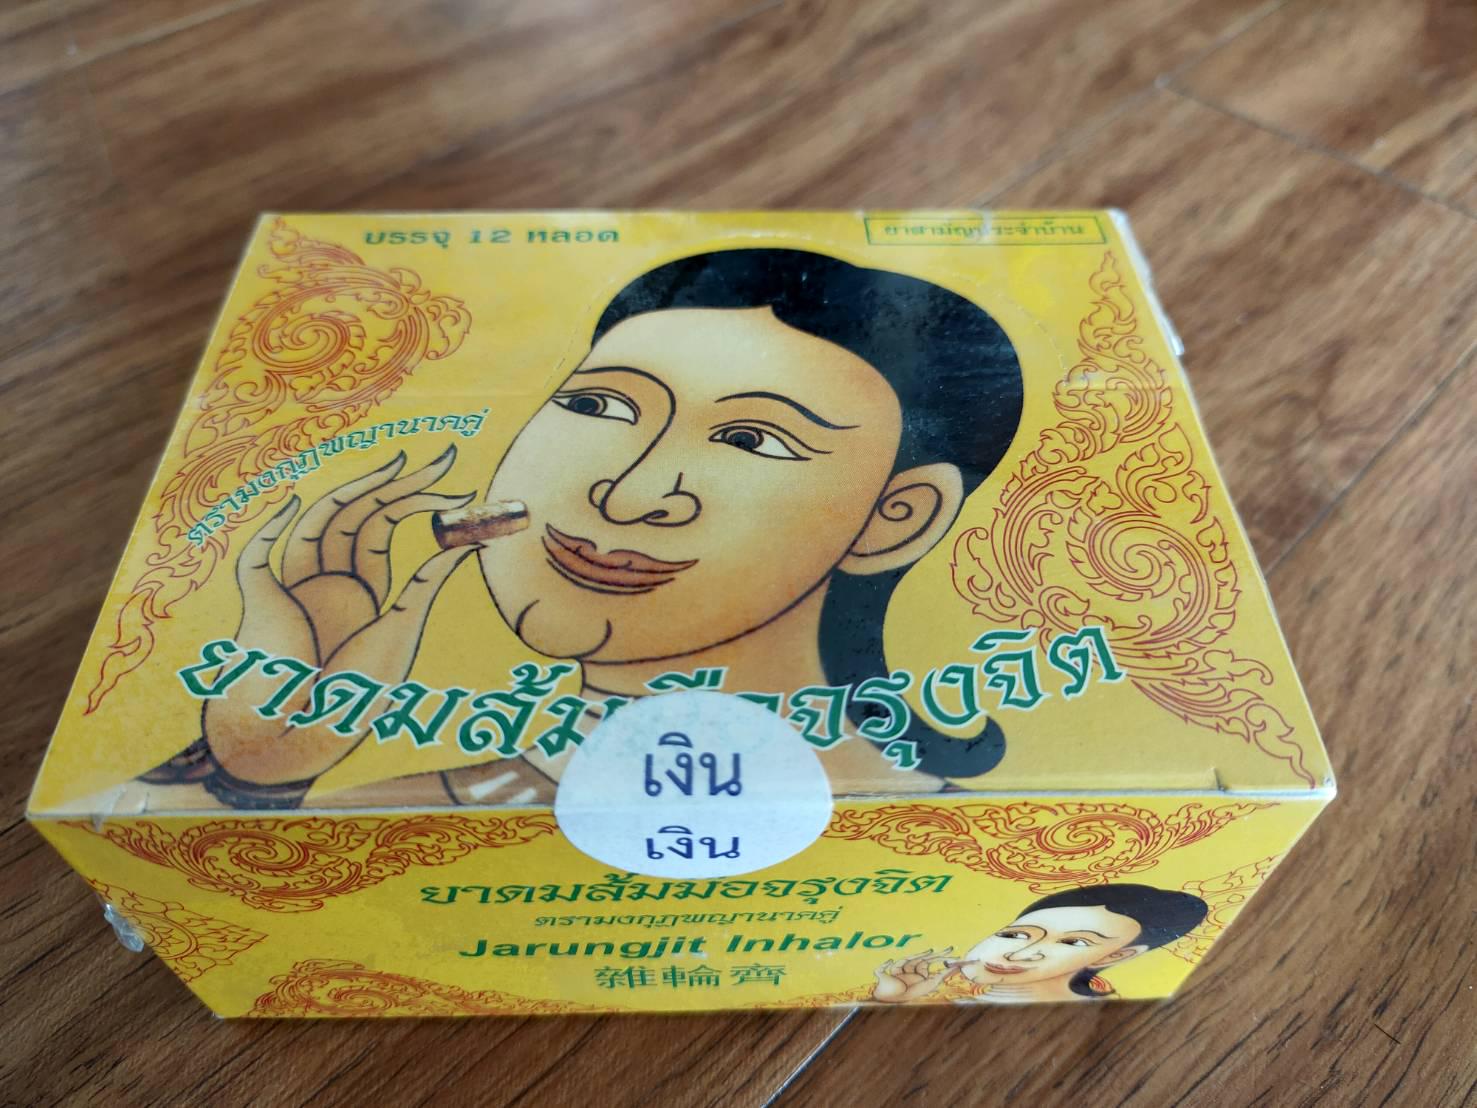 บรรจุ 12 หลอด
ยาสามัญประจำบ้าน
ตรามงกุฎพญานาคคู่
ยาดมส้มมือจรุงจิต
เงิน
เงิน
ยาดมส้มมือจรุงจิต
ตรามงกุฎพญานาคคู่
Jarungjit Inhalor
雜輪齊